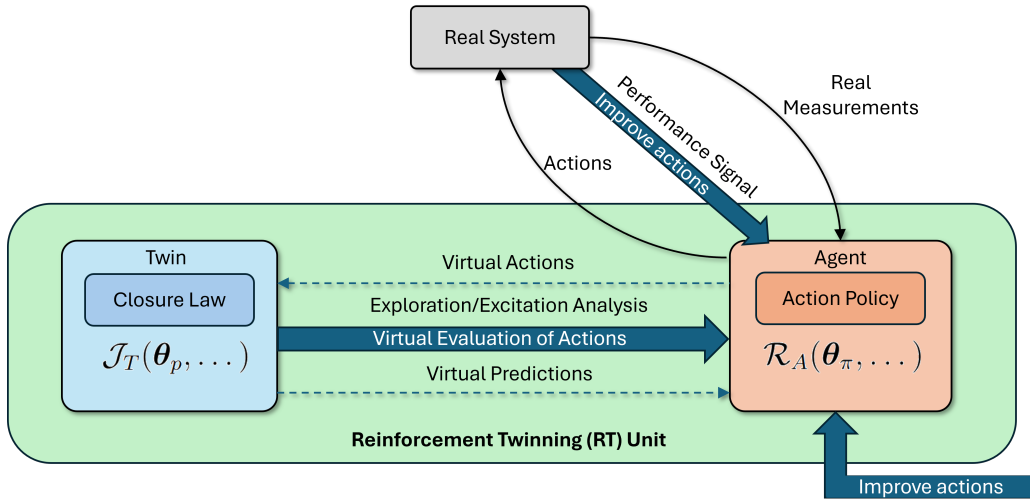 Real System
Performance Signal
Improve actions
Real
Measurements
Actions
Twin
Closure Law
𝒥_T(θ_p, . . . )
Virtual Actions
Exploration/Excitation Analysis
Virtual Evaluation of Actions
Virtual Predictions
Agent
Action Policy
ℛ_A(θ_π, . . . )
Reinforcement Twinning (RT) Unit
Improve actions